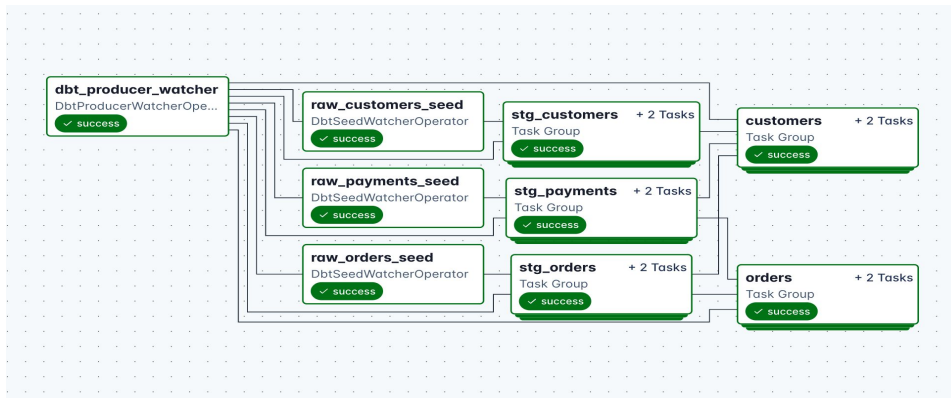 dbt_producer_watcher
DbtProducerWatcherOpe...
success
raw_customers_seed
DbtSeedWatcherOperator
success
raw_payments_seed
DbtSeedWatcherOperator
success
raw_orders_seed
DbtSeedWatcherOperator
success
stg_customers + 2 Tasks
Task Group
success
stg_payments + 2 Tasks
Task Group
success
stg_orders + 2 Tasks
Task Group
success
customers + 2 Tasks
Task Group
success
orders + 2 Tasks
Task Group
success